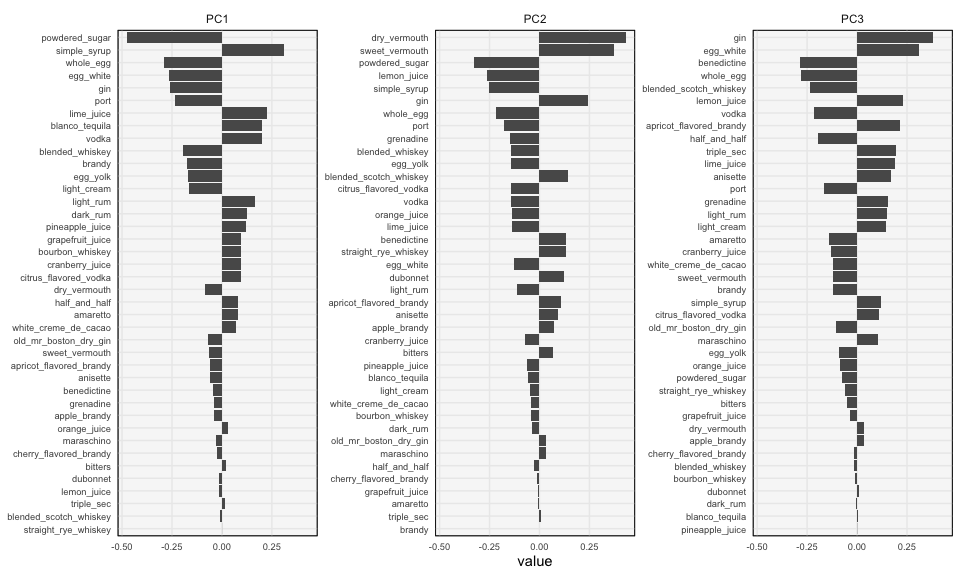 PC1
powdered_sugar
simple_syrup
whole_egg
egg_white
gin
port
lime_juice
blanco_tequila
vodka
blended_whiskey
brandy
egg_yolk
light_cream
light_rum
dark_rum
pineapple_juice
grapefruit_juice
bourbon_whiskey
cranberry_juice
citrus_flavored_vodka
dry_vermouth
half_and_half
amaretto
white_creme_de_cacao
old_mr_boston_dry_gin
sweet_vermouth
apricot_flavored_brandy
anisette
benedictine
grenadine
apple_brandy
orange_juice
maraschino
cherry_flavored_brandy
bitters
dubonnet
lemon_juice
triple_sec
blended_scotch_whiskey
straight_rye_whiskey
-0.50 -0.25 0.00 0.25
PC2
dry_vermouth
sweet_vermouth
powdered_sugar
lemon_juice
simple_syrup
gin
whole_egg
port
grenadine
blended_whiskey
egg_yolk
blended_scotch_whiskey
citrus_flavored_vodka
vodka
orange_juice
lime_juice
benedictine
straight_rye_whiskey
egg_white
dubonnet
light_rum
apricot_flavored_brandy
anisette
apple_brandy
cranberry_juice
bitters
pineapple_juice
blanco_tequila
light_cream
white_creme_de_cacao
bourbon_whiskey
dark_rum
old_mr_boston_dry_gin
maraschino
half_and_half
cherry_flavored_brandy
grapefruit_juice
amaretto
triple_sec
brandy
-0.50 -0.25 0.00 0.25
PC3
gin
egg_white
benedictine
whole_egg
blended_scotch_whiskey
lemon_juice
vodka
apricot_flavored_brandy
half_and_half
triple_sec
lime_juice
anisette
port
grenadine
light_rum
light_cream
amaretto
cranberry_juice
white_creme_de_cacao
sweet_vermouth
brandy
simple_syrup
citrus_flavored_vodka
old_mr_boston_dry_gin
maraschino
egg_yolk
orange_juice
powdered_sugar
straight_rye_whiskey
bitters
grapefruit_juice
dry_vermouth
apple_brandy
cherry_flavored_brandy
blended_whiskey
bourbon_whiskey
dubonnet
dark_rum
blanco_tequila
pineapple_juice
-0.50 -0.25 0.00 0.25
value